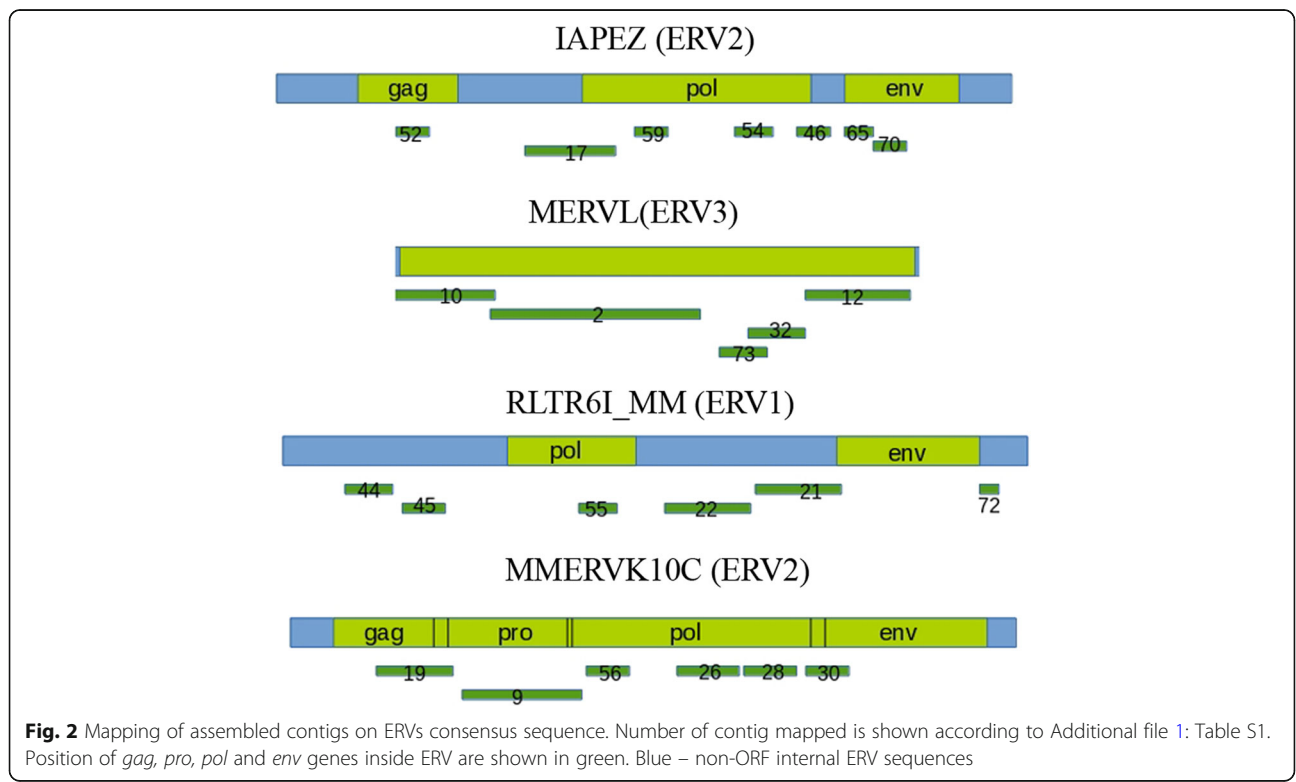 IAPEZ (ERV2)
gag pol env
52 59 54 46 65
17 70
MERVL(ERV3)
10 12
2
32
73
RLTR6I_MM (ERV1)
pol env
44 21
45 55 22 72
MMERVK10C (ERV2)
gag pro pol env
19 56 26 28 30
9
Fig. 2 Mapping of assembled contigs on ERVs consensus sequence. Number of contig mapped is shown according to Additional file 1: Table S1.
Position of gag, pro, pol and env genes inside ERV are shown in green. Blue – non-ORF internal ERV sequences